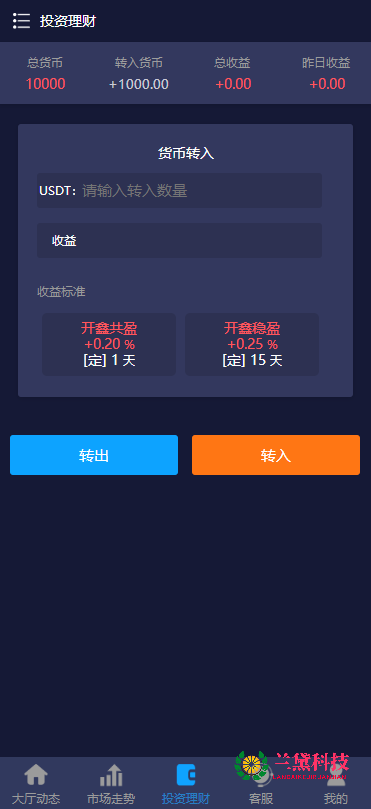 投资理财
总货币 转入货币 总收益 昨日收益
10000 +1000.00 +0.00 +0.00
货币转入
USDT: 请输入转入数量
收益
收益标准
开鑫共盈 开鑫稳盈
+0.20 % +0.25 %
[定] 1 天 [定] 15 天
转出 转入
兰黛科技
大厅动态 市场走势 投资理财 客服 我的